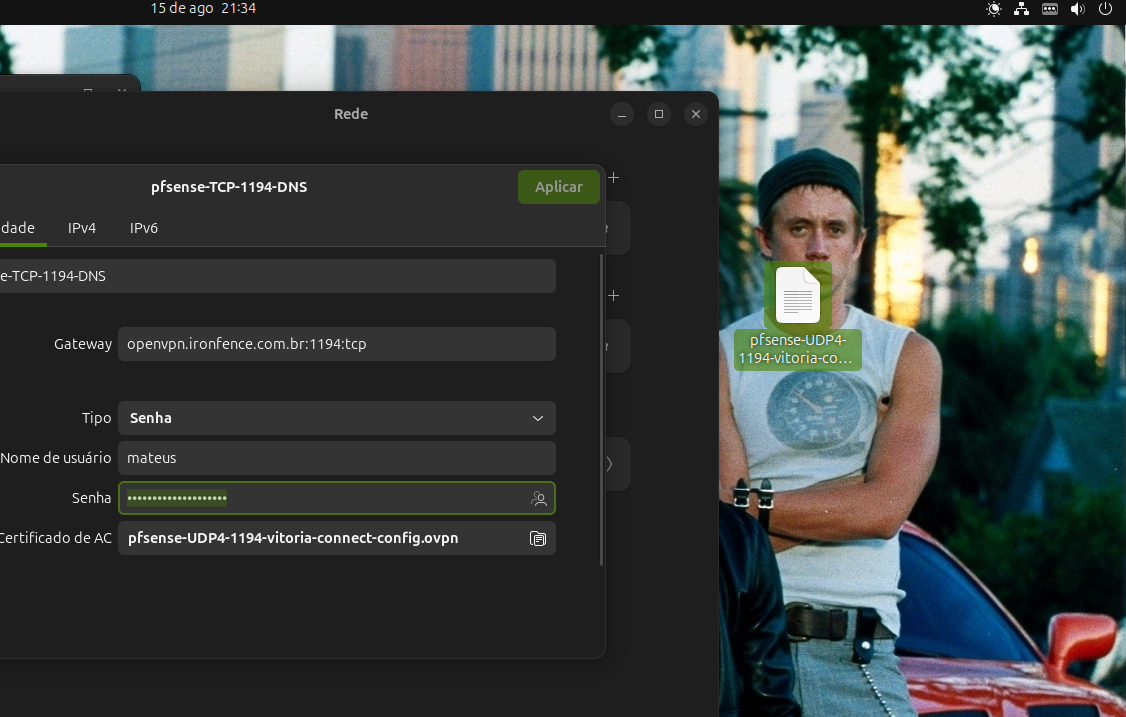 15 de ago 21:34
Rede
pfsense-TCP-1194-DNS
Aplicar
dade IPv4 IPv6
e-TCP-1194-DNS
Gateway openvpn.ironfence.com.br:1194:tcp
Tipo Senha
Nome de usuário mateus
Senha ••••••••••••••••••••
Certificado de AC pfsense-UDP4-1194-vitoria-connect-config.ovpn
pfsense-UDP4-
1194-vitoria-co...